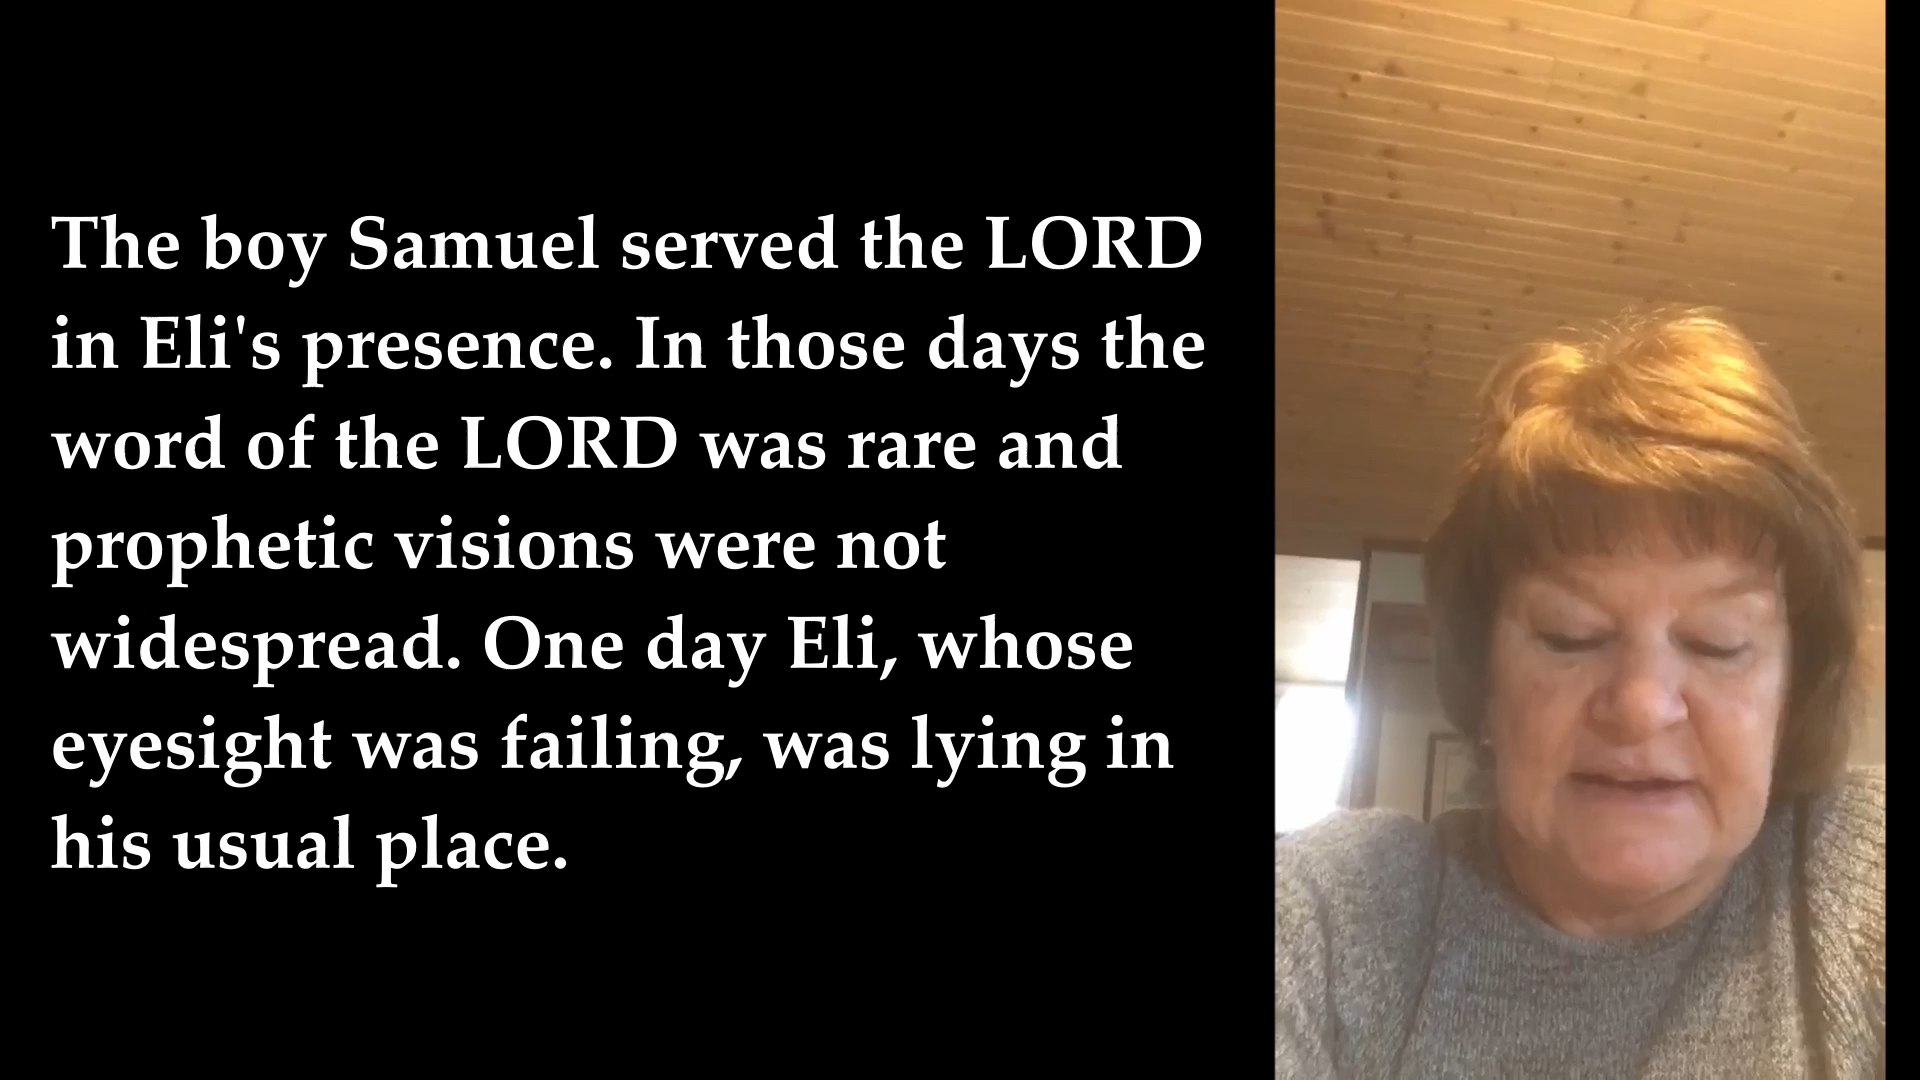 The boy Samuel served the LORD
in Eli's presence. In those days the
word of the LORD was rare and
prophetic visions were not
widespread. One day Eli, whose
eyesight was failing, was lying in
his usual place.